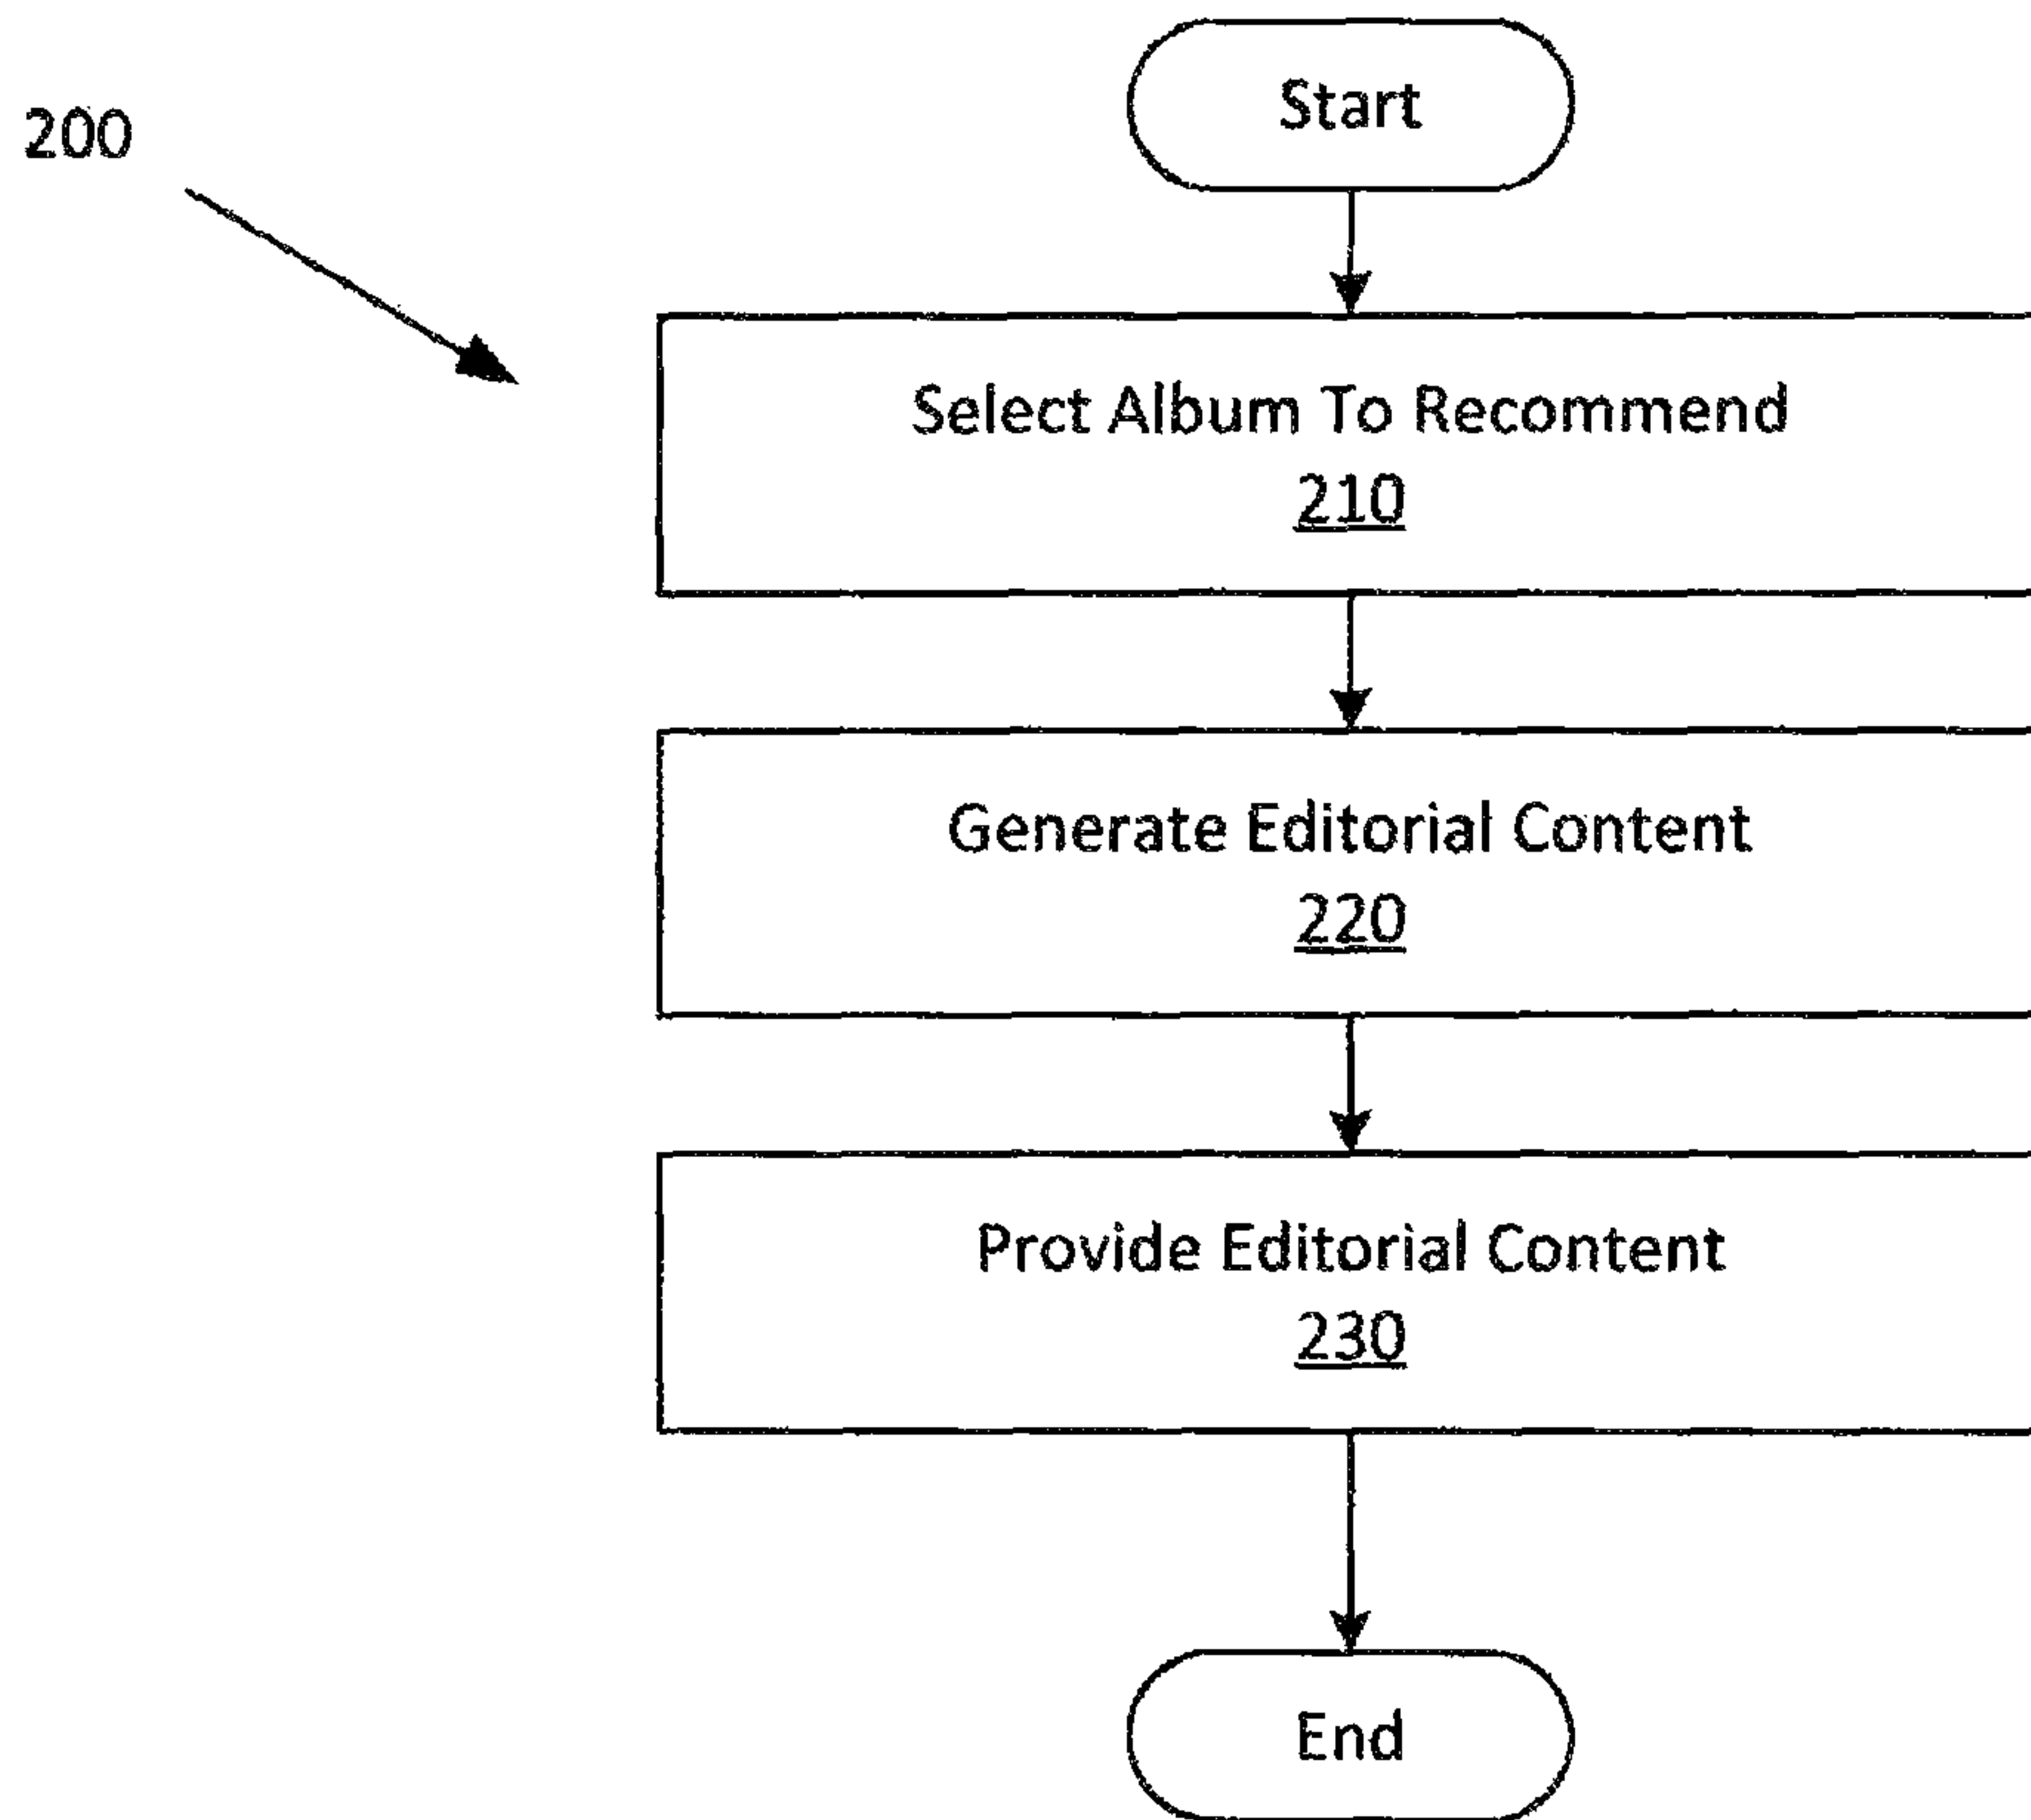 Start
200
Select Album To Recommend
210
Generate Editorial Content
220
Provide Editorial Content
230
End